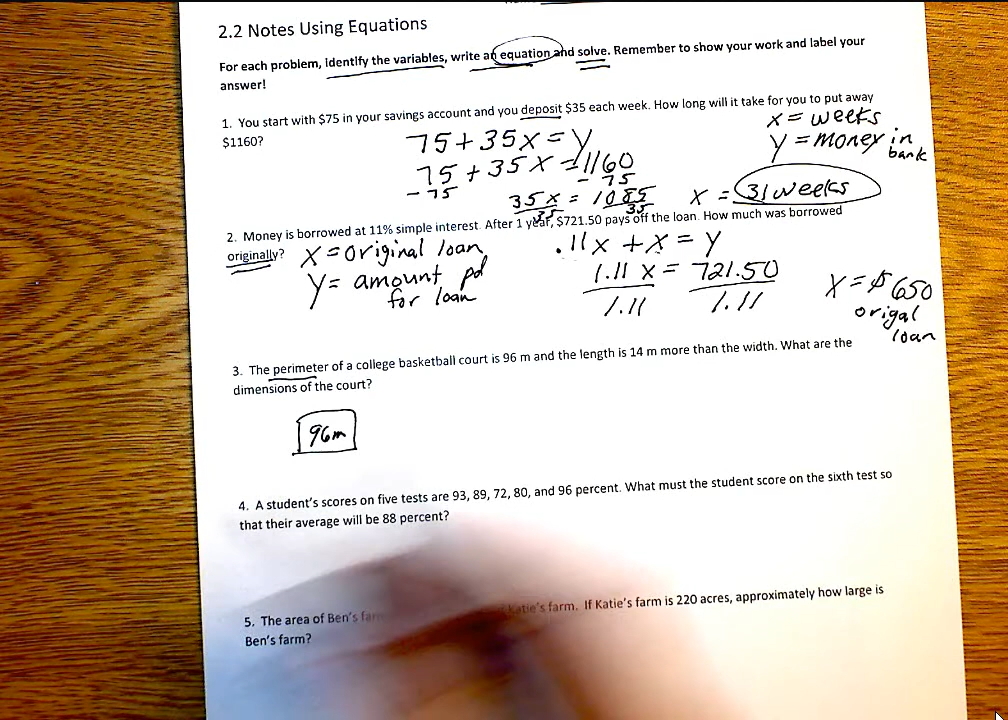 2.2 Notes Using Equations
For each problem, identify the variables, write an equation and solve. Remember to show your work and label your
answer!
1. You start with $75 in your savings account and you deposit $35 each week. How long will it take for you to put away
$1160?
x = weeks
y = money in
bank
75 + 35x = y
75 + 35x = 1160
-75 - 75
35x = 1085
35 35
x = 31 weeks
2. Money is borrowed at 11% simple interest. After 1 year, $721.50 pays off the loan. How much was borrowed
originally?
x = original loan
y = amount pd
for loan
.11x + x = y
1.11 x = 721.50
1.11 1.11
x = $650
origal
loan
3. The perimeter of a college basketball court is 96 m and the length is 14 m more than the width. What are the
dimensions of the court?
96m
4. A student's scores on five tests are 93, 89, 72, 80, and 96 percent. What must the student score on the sixth test so
that their average will be 88 percent?
5. The area of Ben's farm Katie's farm. If Katie's farm is 220 acres, approximately how large is
Ben's farm?